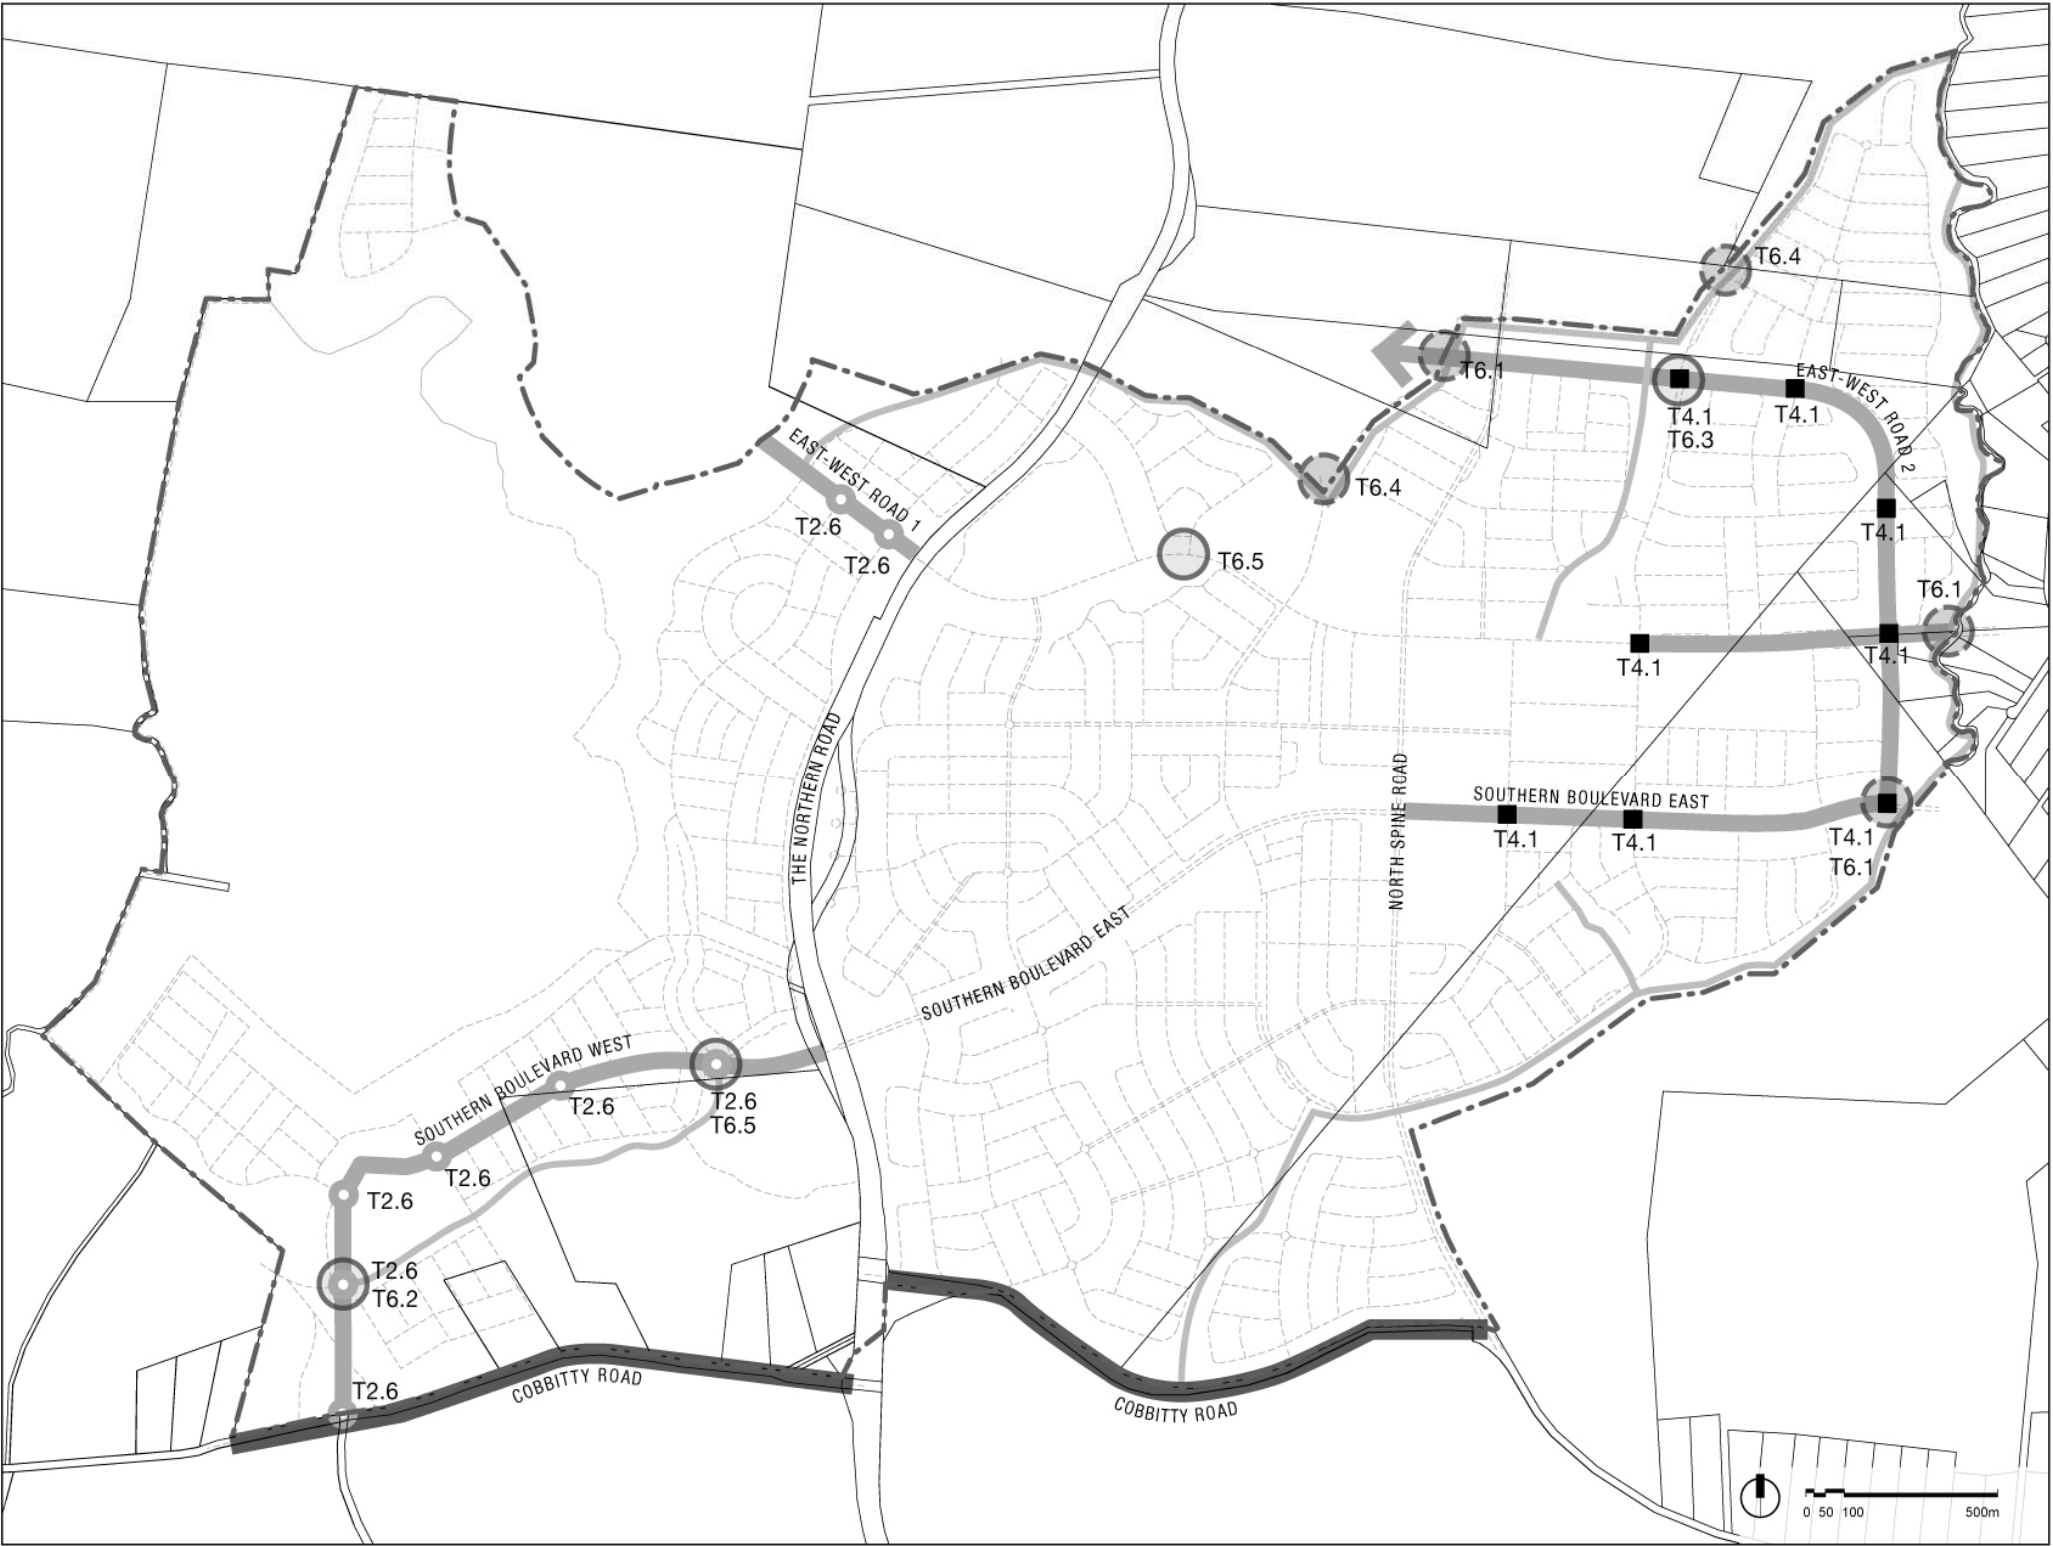 T6.4
T6.1
EAST-WEST ROAD 2
T4.1
T6.3
T4.1
EAST-WEST ROAD 1
T6.4
T2.6
T2.6
T6.5
T4.1
T6.1
T4.1
T4.1
THE NORTHERN ROAD
NORTH SPINE ROAD
SOUTHERN BOULEVARD EAST
T4.1
T4.1
T4.1
T6.1
SOUTHERN BOULEVARD EAST
SOUTHERN BOULEVARD WEST
T2.6
T2.6
T6.5
T2.6
T2.6
T2.6
T6.2
T2.6
COBBITTY ROAD
COBBITTY ROAD
0 50 100 500m